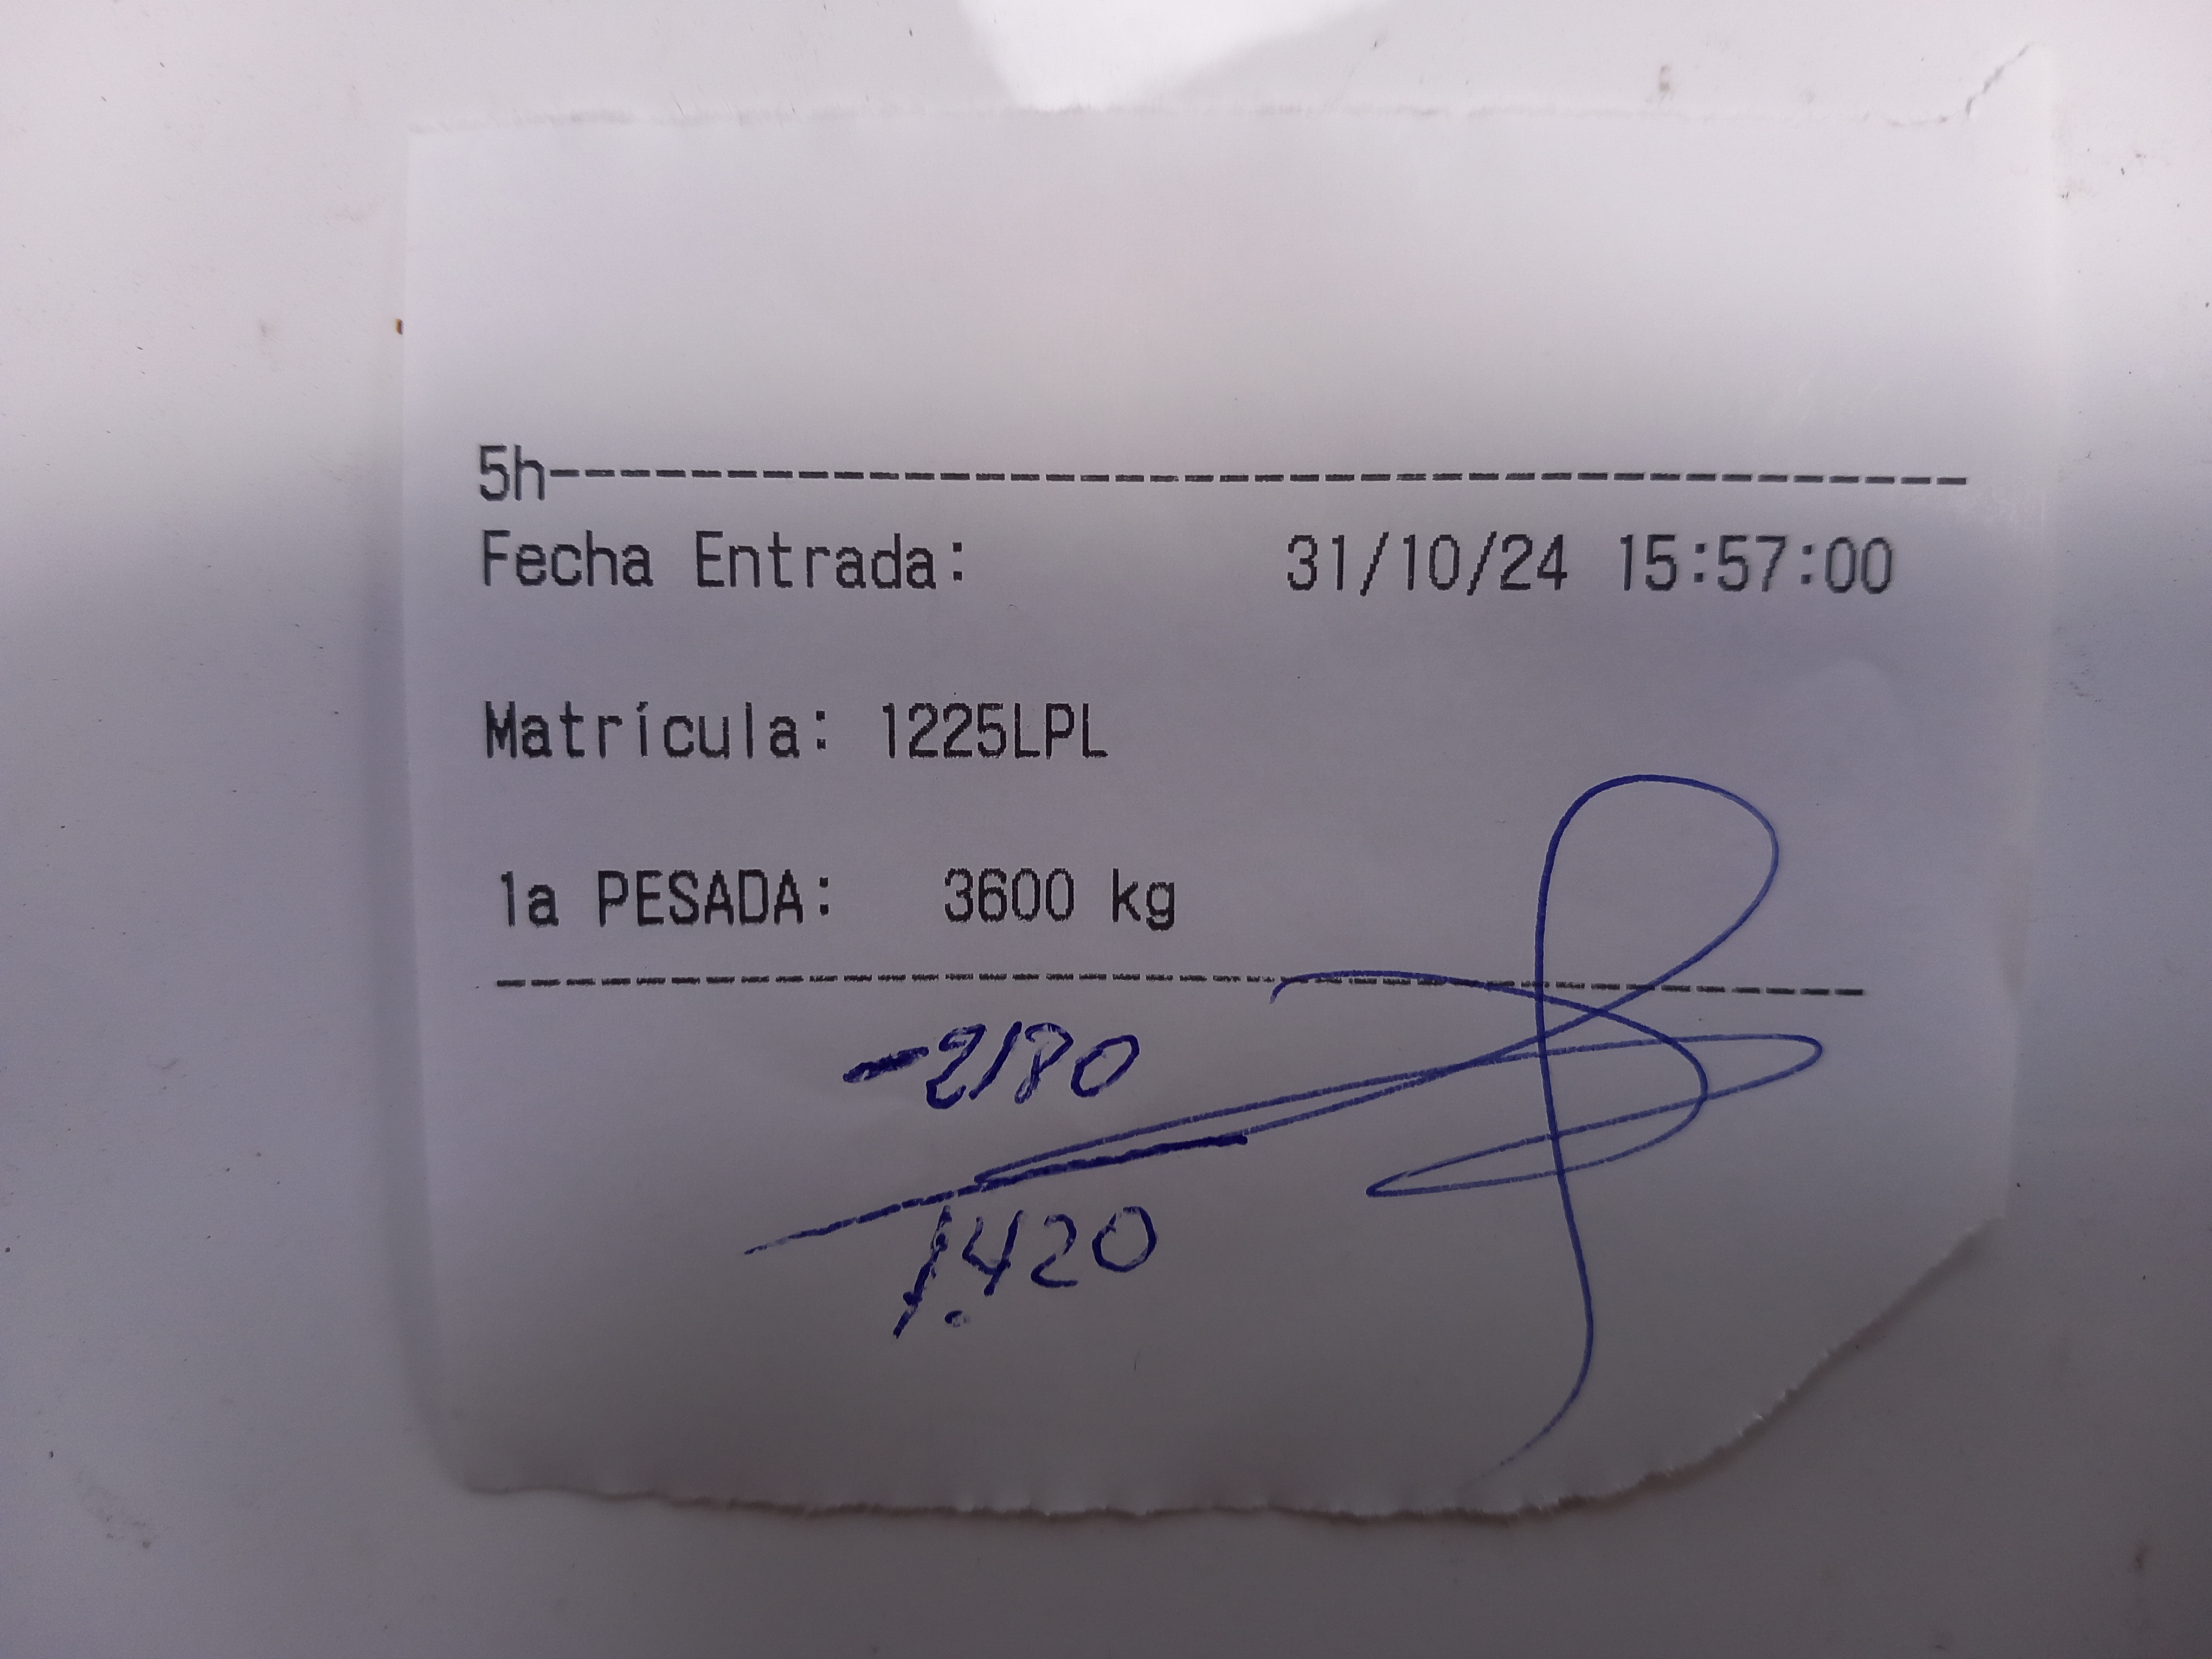 5h------------------------------------------
Fecha Entrada: 31/10/24 15:57:00
Matrícula: 1225LPL
1a PESADA: 3600 kg
---------------------------------------
-2180
1.420